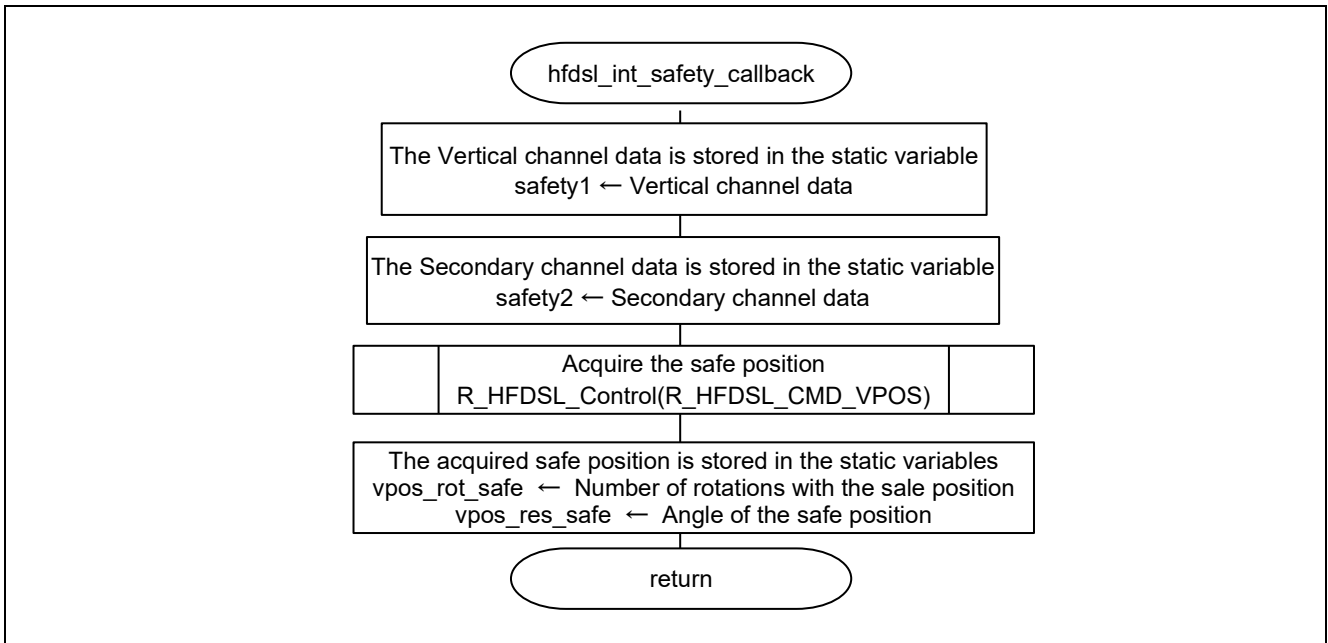 hfdsl_int_safety_callback
The Vertical channel data is stored in the static variable
safety1 ← Vertical channel data
The Secondary channel data is stored in the static variable
safety2 ← Secondary channel data
Acquire the safe position
R_HFDSL_Control(R_HFDSL_CMD_VPOS)
The acquired safe position is stored in the static variables
vpos_rot_safe ← Number of rotations with the sale position
vpos_res_safe ← Angle of the safe position
return